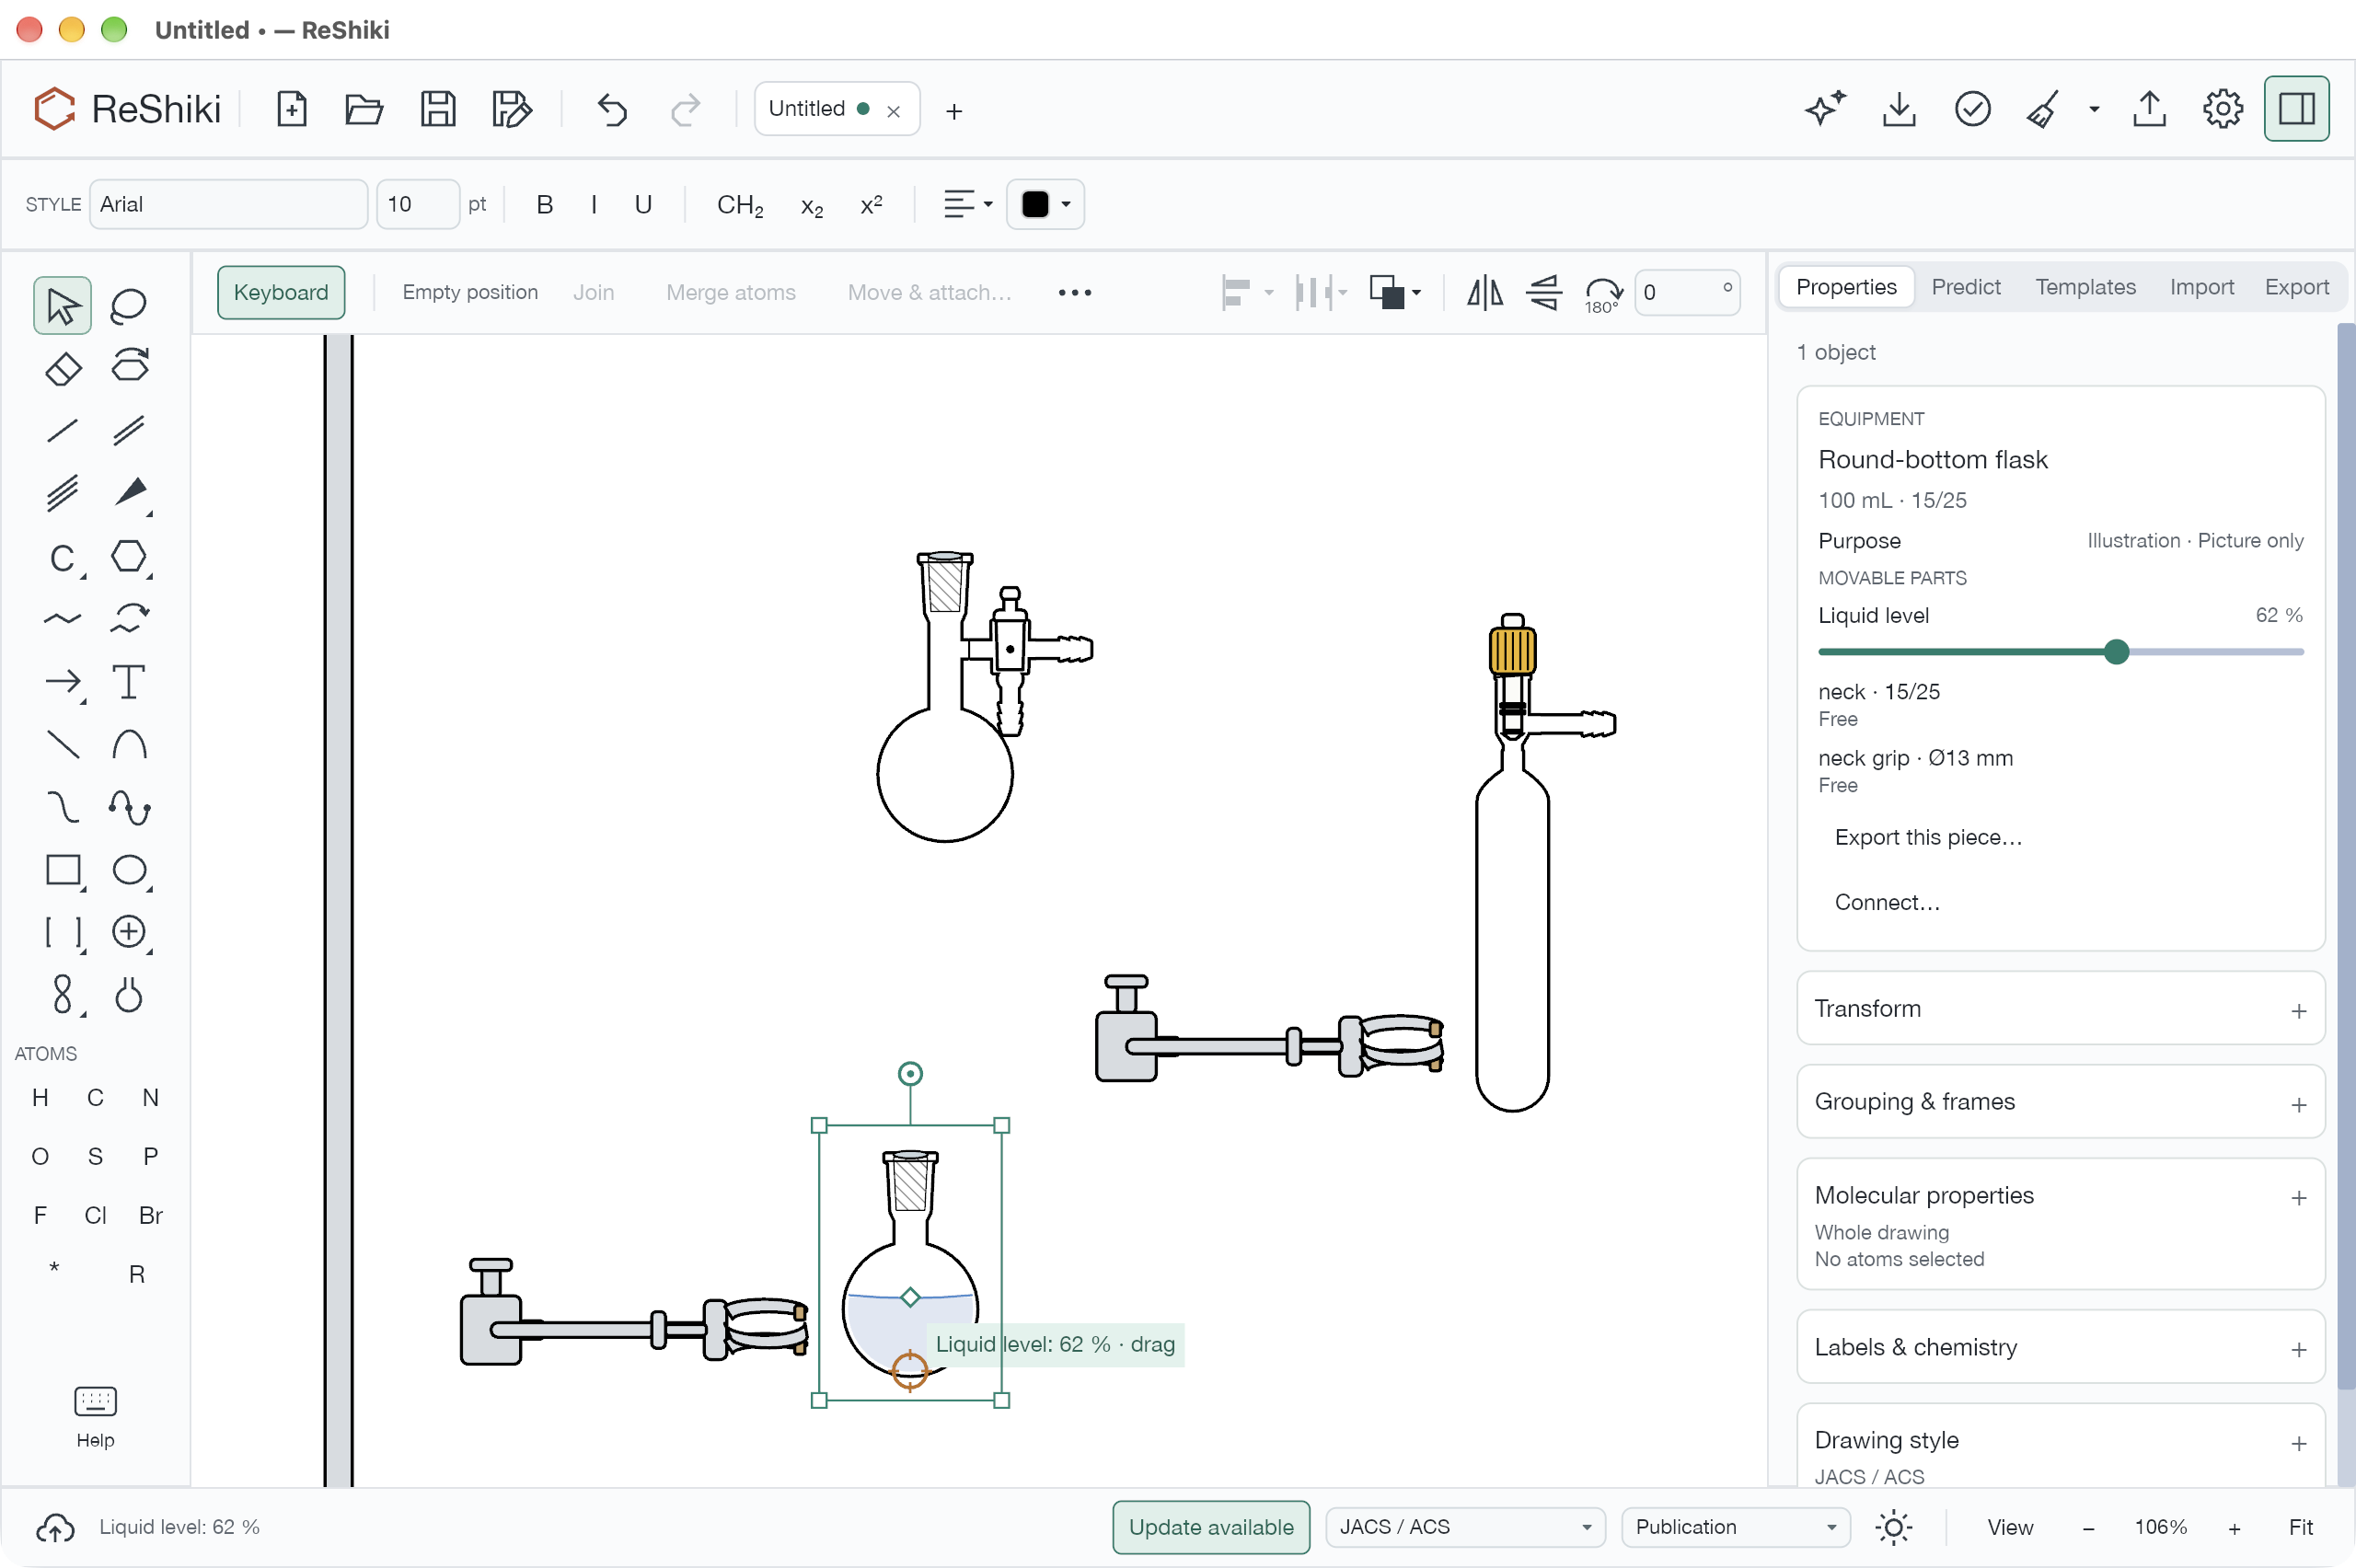 Untitled • — ReShiki
ReShiki
Untitled
STYLE Arial 10 pt B I U CH₂ x₂ x²
Keyboard Empty position Join Merge atoms Move & attach... 180° 0 °
Properties Predict Templates Import Export
1 object
EQUIPMENT
Round-bottom flask
100 mL · 15/25
Purpose Illustration · Picture only
MOVABLE PARTS
Liquid level 62 %
neck · 15/25
Free
neck grip · Ø13 mm
Free
Export this piece...
Connect...
Transform
Grouping & frames
Molecular properties
Whole drawing
No atoms selected
Labels & chemistry
Drawing style
JACS / ACS
C
T
ATOMS
H C N
O S P
F Cl Br
* R
Help
Liquid level: 62 % · drag
Liquid level: 62 %
Update available
JACS / ACS
Publication
View − 106% + Fit